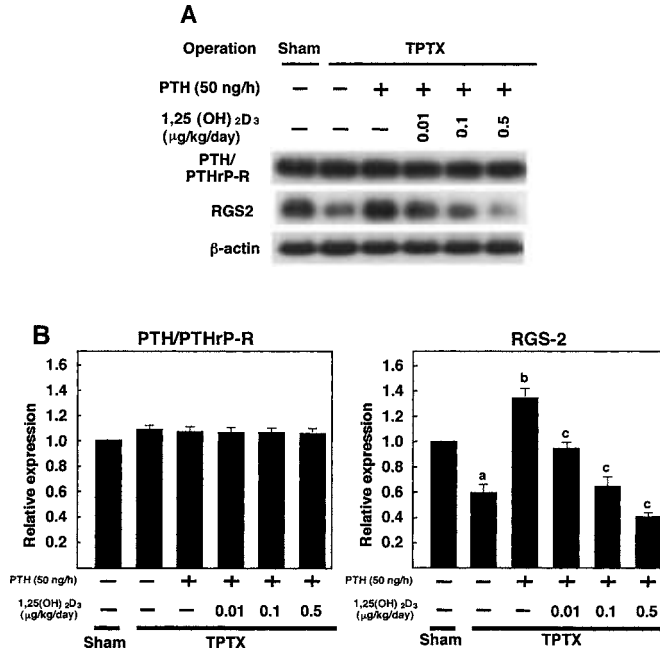 A
Operation Sham TPTX
PTH (50 ng/h) − − + + + +
1,25 (OH) 2D3 − − − 0.01 0.1 0.5
(μg/kg/day)
PTH/
PTHrP-R
RGS2
β-actin
B
PTH/PTHrP-R
1.6
1.4
1.2
1.0
0.8
0.6
0.4
0.2
Relative expression
PTH (50 ng/h) − − + + + +
1,25(OH) 2D3 − − − 0.01 0.1 0.5
(μg/kg/day)
Sham TPTX
RGS-2
1.6
1.4
1.2
1.0
0.8
0.6
0.4
0.2
Relative expression
a b c c c
PTH (50 ng/h) − − + + + +
1,25(OH) 2D3 − − − 0.01 0.1 0.5
(μg/kg/day)
Sham TPTX